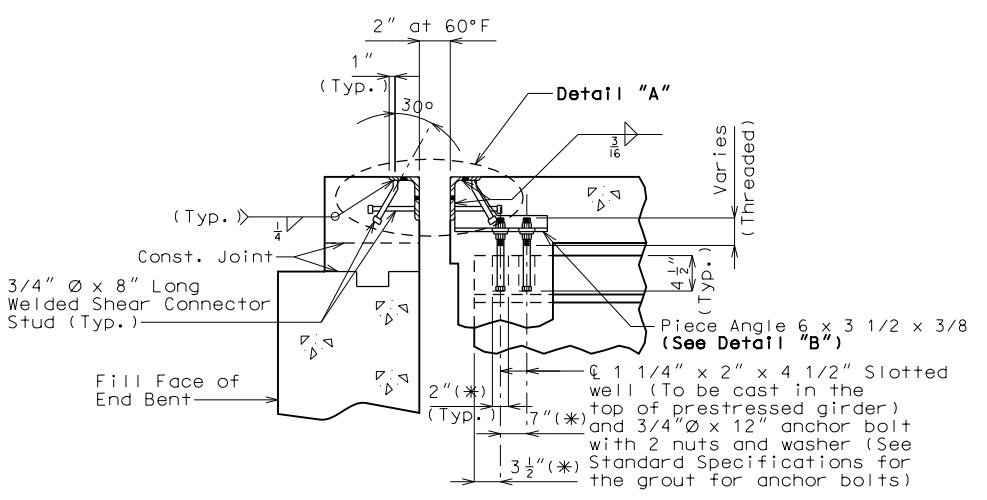 2" at 60°F
1"
(Typ.)
30°
Detail "A"
3/16
Varies
(Threaded)
(Typ.)
1/4
Const. Joint
3/4" Ø x 8" Long
Welded Shear Connector
Stud (Typ.)
4 1/2"
(Typ.)
Piece Angle 6 x 3 1/2 x 3/8
(See Detail "B")
Fill Face of
End Bent
2"(*)
(Typ.)
7"(*)
3 1/2"(*)
℄ 1 1/4" x 2" x 4 1/2" Slotted
well (To be cast in the
top of prestressed girder)
and 3/4"Ø x 12" anchor bolt
with 2 nuts and washer (See
Standard Specifications for
the grout for anchor bolts)